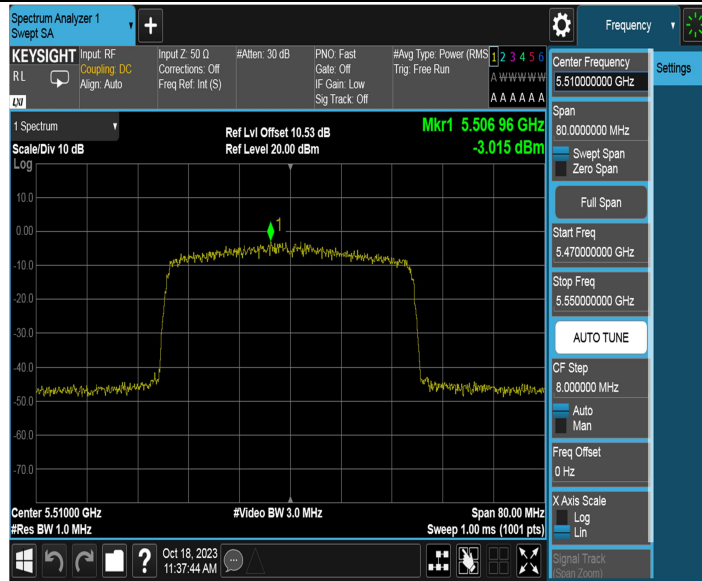 Spectrum Analyzer 1
Swept SA
Frequency
KEYSIGHT
RL
LXI
Input: RF
Coupling: DC
Align: Auto
Input Z: 50 Ω
Corrections: Off
Freq Ref: Int (S)
#Atten: 30 dB
PNO: Fast
Gate: Off
IF Gain: Low
Sig Track: Off
#Avg Type: Power (RMS
Trig: Free Run
1 2 3 4 5 6
A W W W W W
A A A A A A
1 Spectrum
Scale/Div 10 dB
Log
Ref Lvl Offset 10.53 dB
Ref Level 20.00 dBm
Mkr1 5.506 96 GHz
-3.015 dBm
10.0
0.00
-10.0
-20.0
-30.0
-40.0
-50.0
-60.0
-70.0
1
Center 5.51000 GHz
#Res BW 1.0 MHz
#Video BW 3.0 MHz
Span 80.00 MHz
Sweep 1.00 ms (1001 pts)
Oct 18, 2023
11:37:44 AM
Center Frequency
5.510000000 GHz
Span
80.0000000 MHz
Swept Span
Zero Span
Full Span
Start Freq
5.470000000 GHz
Stop Freq
5.550000000 GHz
AUTO TUNE
CF Step
8.000000 MHz
Auto
Man
Freq Offset
0 Hz
X Axis Scale
Log
Lin
Signal Track
(Span Zoom)
Settings